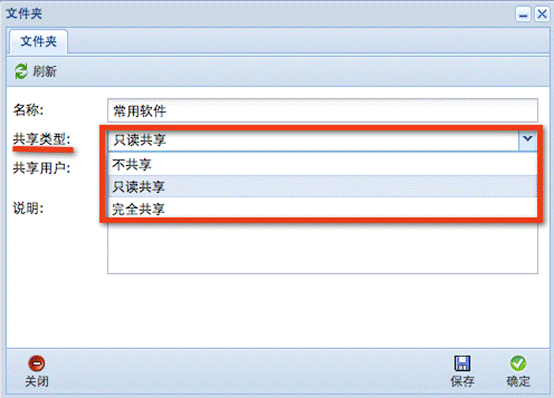 文件夹
文件夹
刷新
名称: 常用软件
共享类型: 只读共享
不共享
共享用户:
只读共享
说明: 完全共享
关闭 保存 确定